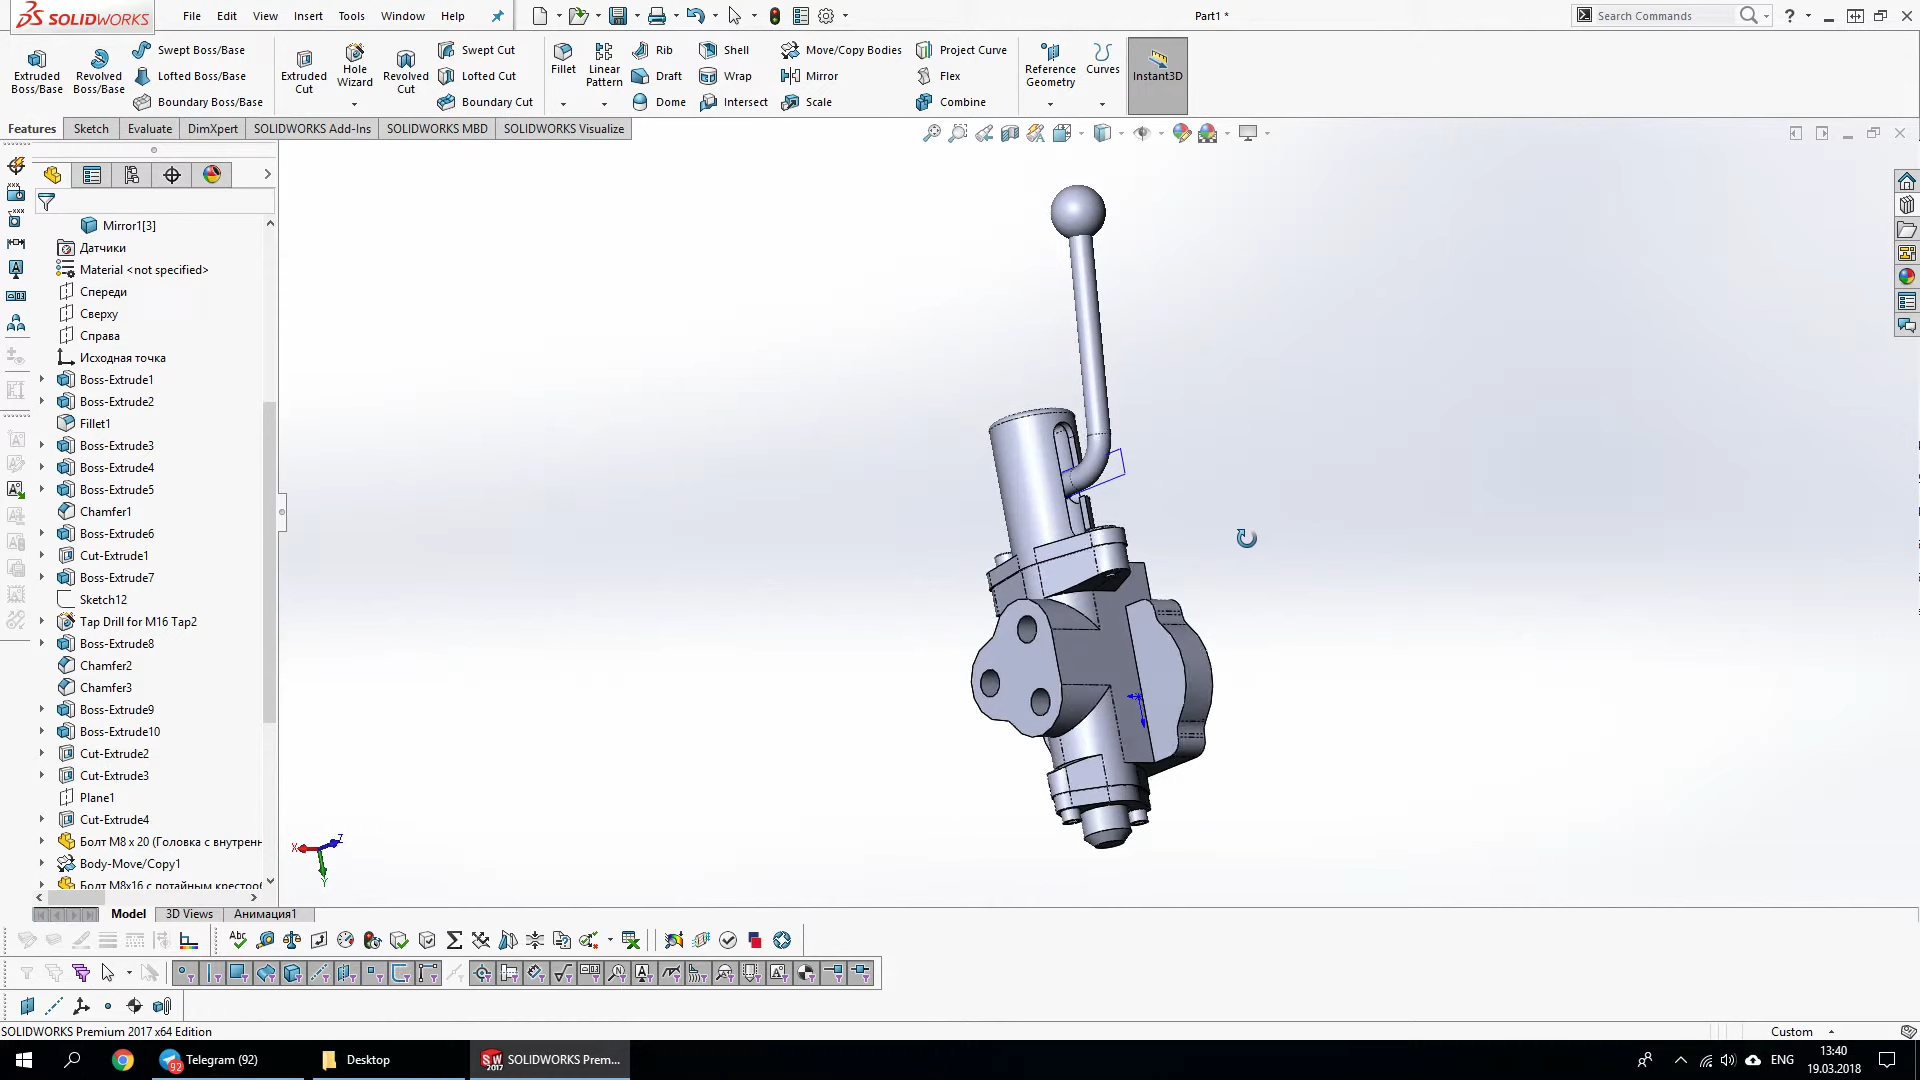 SOLIDWORKS
File Edit View Insert Tools Window Help
Part1 *
Search Commands
Extruded Boss/Base
Revolved Boss/Base
Swept Boss/Base
Lofted Boss/Base
Boundary Boss/Base
Extruded Cut
Hole Wizard
Revolved Cut
Swept Cut
Lofted Cut
Boundary Cut
Fillet
Linear Pattern
Rib
Draft
Dome
Shell
Wrap
Intersect
Move/Copy Bodies
Mirror
Scale
Project Curve
Flex
Combine
Reference Geometry
Curves
Instant3D
Features Sketch Evaluate DimXpert SOLIDWORKS Add-Ins SOLIDWORKS MBD SOLIDWORKS Visualize
Mirror1[3]
Датчики
Material <not specified>
Спереди
Сверху
Справа
Исходная точка
Boss-Extrude1
Boss-Extrude2
Fillet1
Boss-Extrude3
Boss-Extrude4
Boss-Extrude5
Chamfer1
Boss-Extrude6
Cut-Extrude1
Boss-Extrude7
Sketch12
Tap Drill for M16 Tap2
Boss-Extrude8
Chamfer2
Chamfer3
Boss-Extrude9
Boss-Extrude10
Cut-Extrude2
Cut-Extrude3
Plane1
Cut-Extrude4
Болт M8 x 20 (Головка с внутренн
Body-Move/Copy1
Болт M8x16 с потайным крестооб
X Y Z
Model 3D Views Анимация1
SOLIDWORKS Premium 2017 x64 Edition
Custom
Telegram (92)
Desktop
SOLIDWORKS Prem...
ENG
13:40
19.03.2018